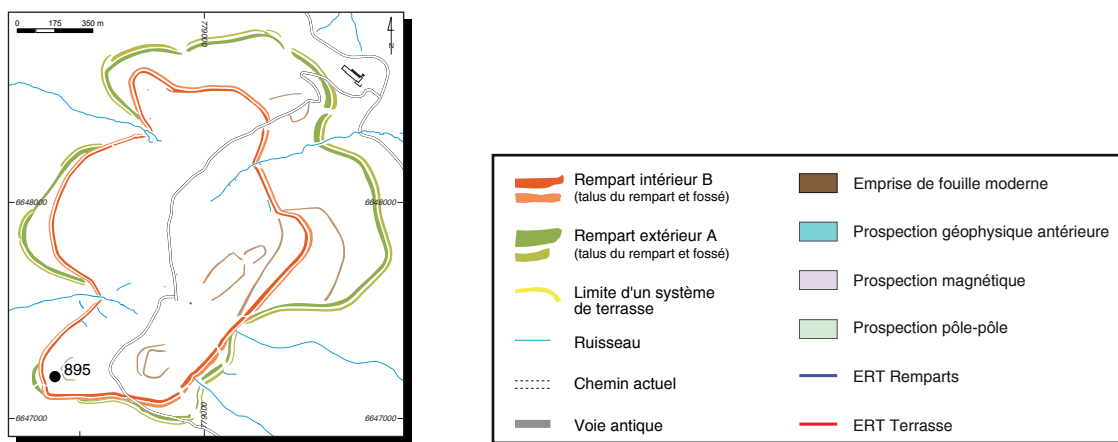 0 175 350 m
N
779000
6648000
6648000
895
6647000
6647000
779000
Rempart intérieur B
(talus du rempart et fossé)
Rempart extérieur A
(talus du rempart et fossé)
Limite d'un système
de terrasse
Ruisseau
Chemin actuel
Voie antique
Emprise de fouille moderne
Prospection géophysique antérieure
Prospection magnétique
Prospection pôle-pôle
ERT Remparts
ERT Terrasse